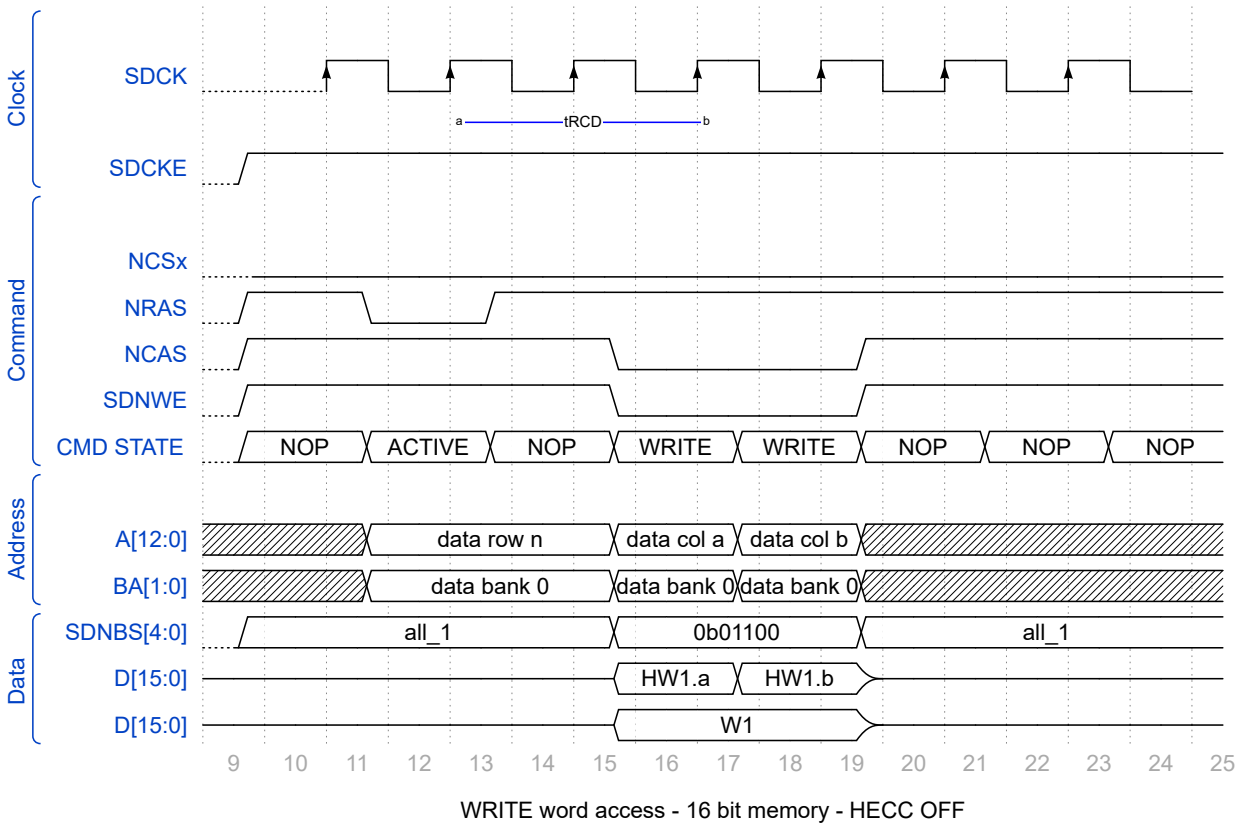 Clock
SDCK
a tRCD b
SDCKE
Command
NCSx
NRAS
NCAS
SDNWE
CMD STATE NOP ACTIVE NOP WRITE WRITE NOP NOP NOP
Address
A[12:0] data row n data col a data col b
BA[1:0] data bank 0 data bank 0 data bank 0
Data
SDNBS[4:0] all_1 0b01100 all_1
D[15:0] HW1.a HW1.b
D[15:0] W1
9 10 11 12 13 14 15 16 17 18 19 20 21 22 23 24 25
WRITE word access - 16 bit memory - HECC OFF